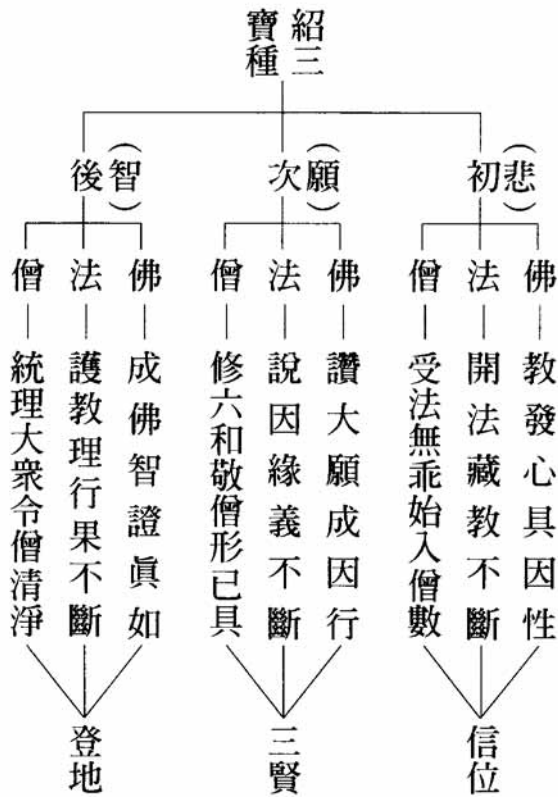 紹三
寶種
初(悲)
佛
教發心具因性
法
開法藏教不斷
僧
受法無乖始入僧數
信位
次(願)
佛
讚大願成因行
法
說因緣義不斷
僧
修六和敬僧形已具
三賢
後(智)
佛
成佛智證眞如
法
護教理行果不斷
僧
統理大衆令僧清淨
登地